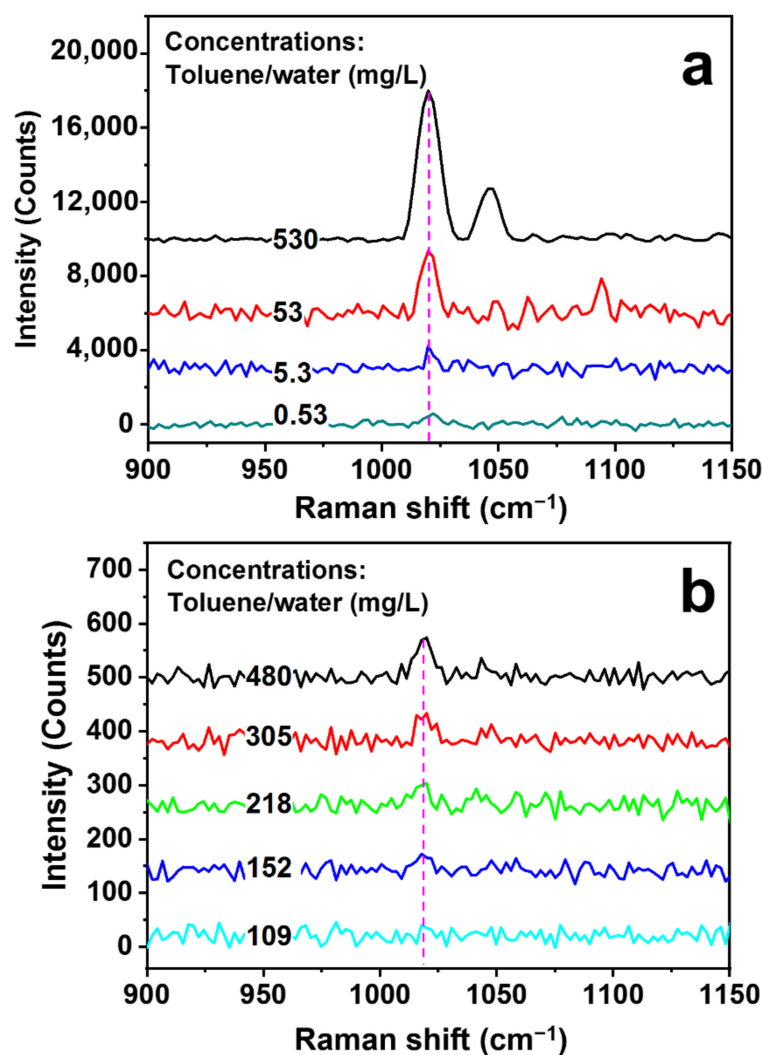 Concentrations:
Toluene/water (mg/L)
a
20,000
16,000
12,000
8,000
4,000
0
Intensity (Counts)
530
53
5.3
0.53
900 950 1000 1050 1100 1150
Raman shift (cm⁻¹)
Concentrations:
Toluene/water (mg/L)
b
700
600
500
400
300
200
100
0
Intensity (Counts)
480
305
218
152
109
900 950 1000 1050 1100 1150
Raman shift (cm⁻¹)